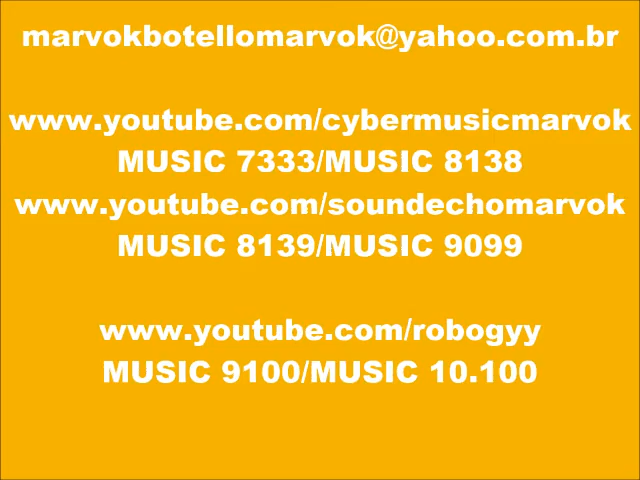 marvokbotellomarvok@yahoo.com.br
www.youtube.com/cybermusicmarvok
MUSIC 7333/MUSIC 8138
www.youtube.com/soundechomarvok
MUSIC 8139/MUSIC 9099
www.youtube.com/robogyy
MUSIC 9100/MUSIC 10.100